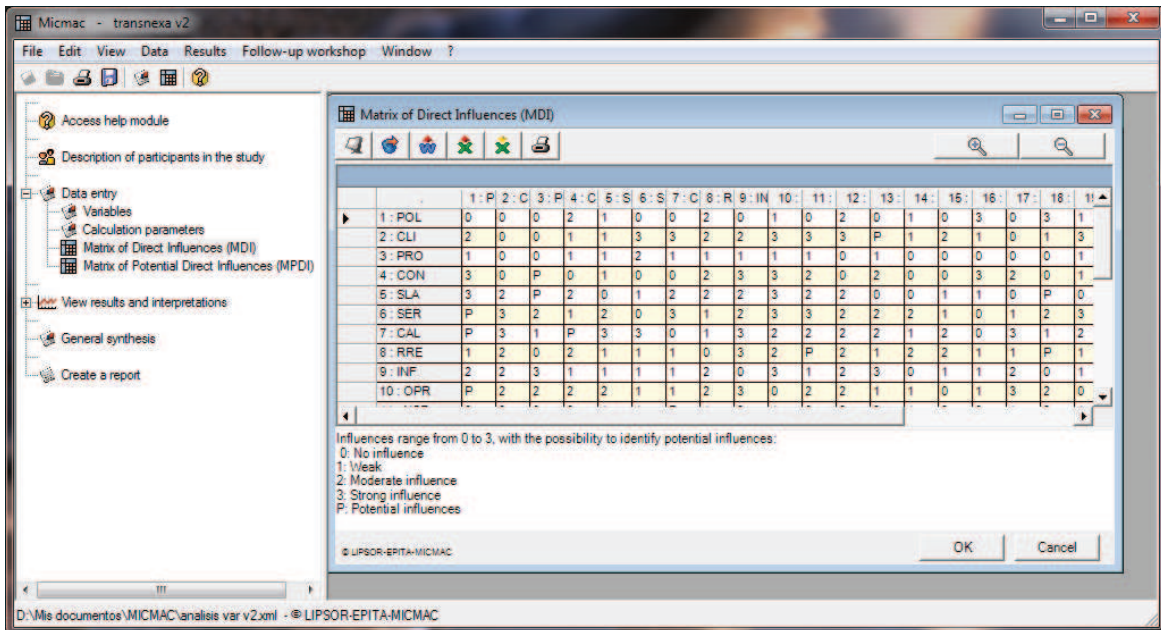 Micmac - transnexa v2
File Edit View Data Results Follow-up workshop Window ?
Access help module
Description of participants in the study
Data entry
Variables
Calculation parameters
Matrix of Direct Influences (MDI)
Matrix of Potential Direct Influences (MPDI)
View results and interpretations
General synthesis
Create a report
Matrix of Direct Influences (MDI)
1 : P 2 : C 3 : P 4 : C 5 : S 6 : S 7 : C 8 : R 9 : IN 10 : 11 : 12 : 13 : 14 : 15 : 16 : 17 : 18 :
1 : POL 0 0 0 2 1 0 0 2 0 1 0 2 0 1 0 3 0 3 1
2 : CLI 2 0 0 1 1 3 3 2 2 3 3 3 P 1 2 1 0 1 3
3 : PRO 1 0 0 1 1 2 1 1 1 1 1 0 1 0 0 0 0 0 1
4 : CON 3 0 P 0 1 0 0 2 3 3 2 0 2 0 0 3 2 0 1
5 : SLA 3 2 P 2 0 1 2 2 2 3 2 2 0 0 1 1 0 P 0
6 : SER P 3 2 1 2 0 3 1 2 3 3 2 2 2 1 0 1 2 3
7 : CAL P 3 1 P 3 3 0 1 3 2 2 2 2 1 2 0 3 1 2
8 : RRE 1 2 0 2 1 1 1 0 3 2 P 2 1 2 2 1 1 P 1
9 : INF 2 2 3 1 1 1 1 2 0 3 1 2 3 0 1 1 2 0 1
10 : OPR P 2 2 2 2 1 1 2 3 0 2 2 1 1 0 1 3 2 0
Influences range from 0 to 3, with the possibility to identify potential influences:
0: No influence
1: Weak
2: Moderate influence
3: Strong influence
P: Potential influences
© LIPSOR-EPITA-MICMAC
OK Cancel
D:\Mis documentos\MICMAC\analisis var v2.xml - © LIPSOR-EPITA-MICMAC